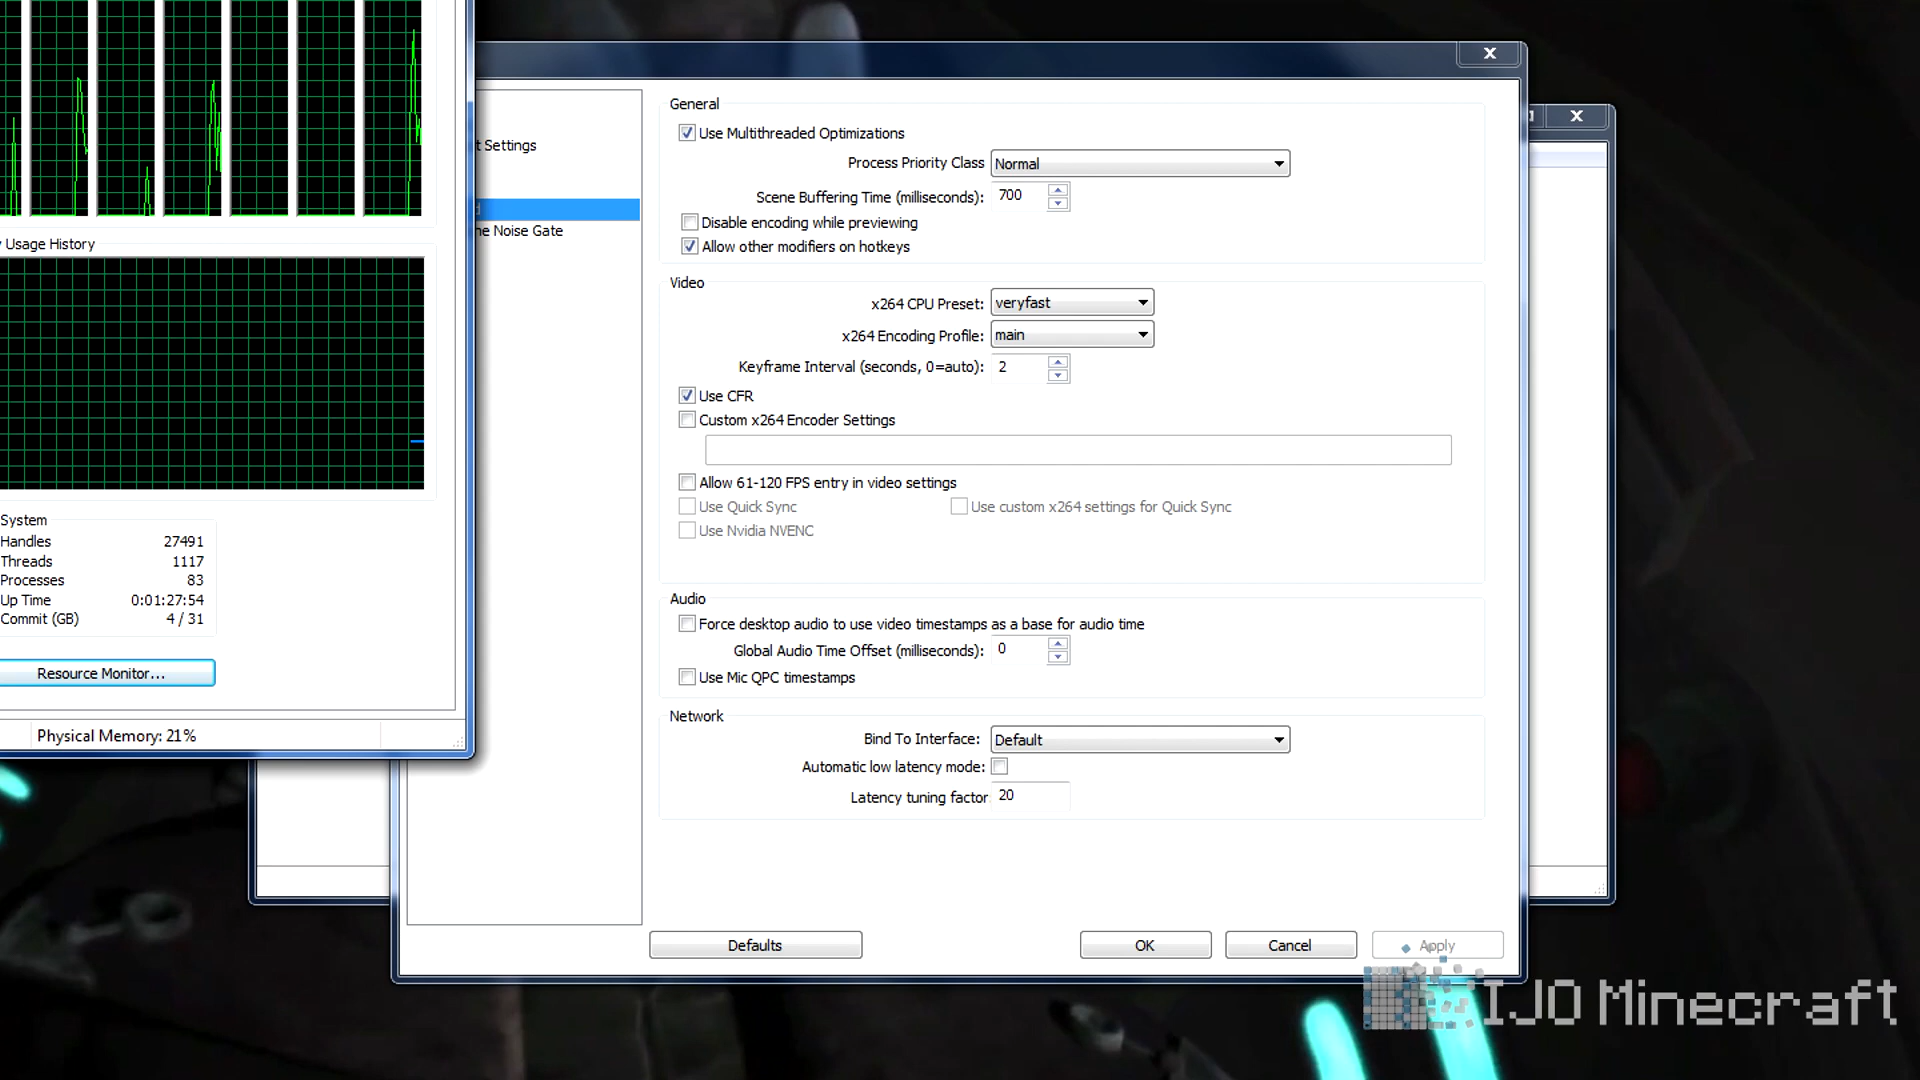 Usage History
System
Handles 27491
Threads 1117
Processes 83
Up Time 0:01:27:54
Commit (GB) 4 / 31
Resource Monitor...
Physical Memory: 21%
Settings
Noise Gate
General
Use Multithreaded Optimizations
Process Priority Class Normal
Scene Buffering Time (milliseconds): 700
Disable encoding while previewing
Allow other modifiers on hotkeys
Video
x264 CPU Preset: veryfast
x264 Encoding Profile: main
Keyframe Interval (seconds, 0=auto): 2
Use CFR
Custom x264 Encoder Settings
Allow 61-120 FPS entry in video settings
Use Quick Sync Use custom x264 settings for Quick Sync
Use Nvidia NVENC
Audio
Force desktop audio to use video timestamps as a base for audio time
Global Audio Time Offset (milliseconds): 0
Use Mic QPC timestamps
Network
Bind To Interface: Default
Automatic low latency mode:
Latency tuning factor 20
Defaults OK Cancel Apply
IJO Minecraft